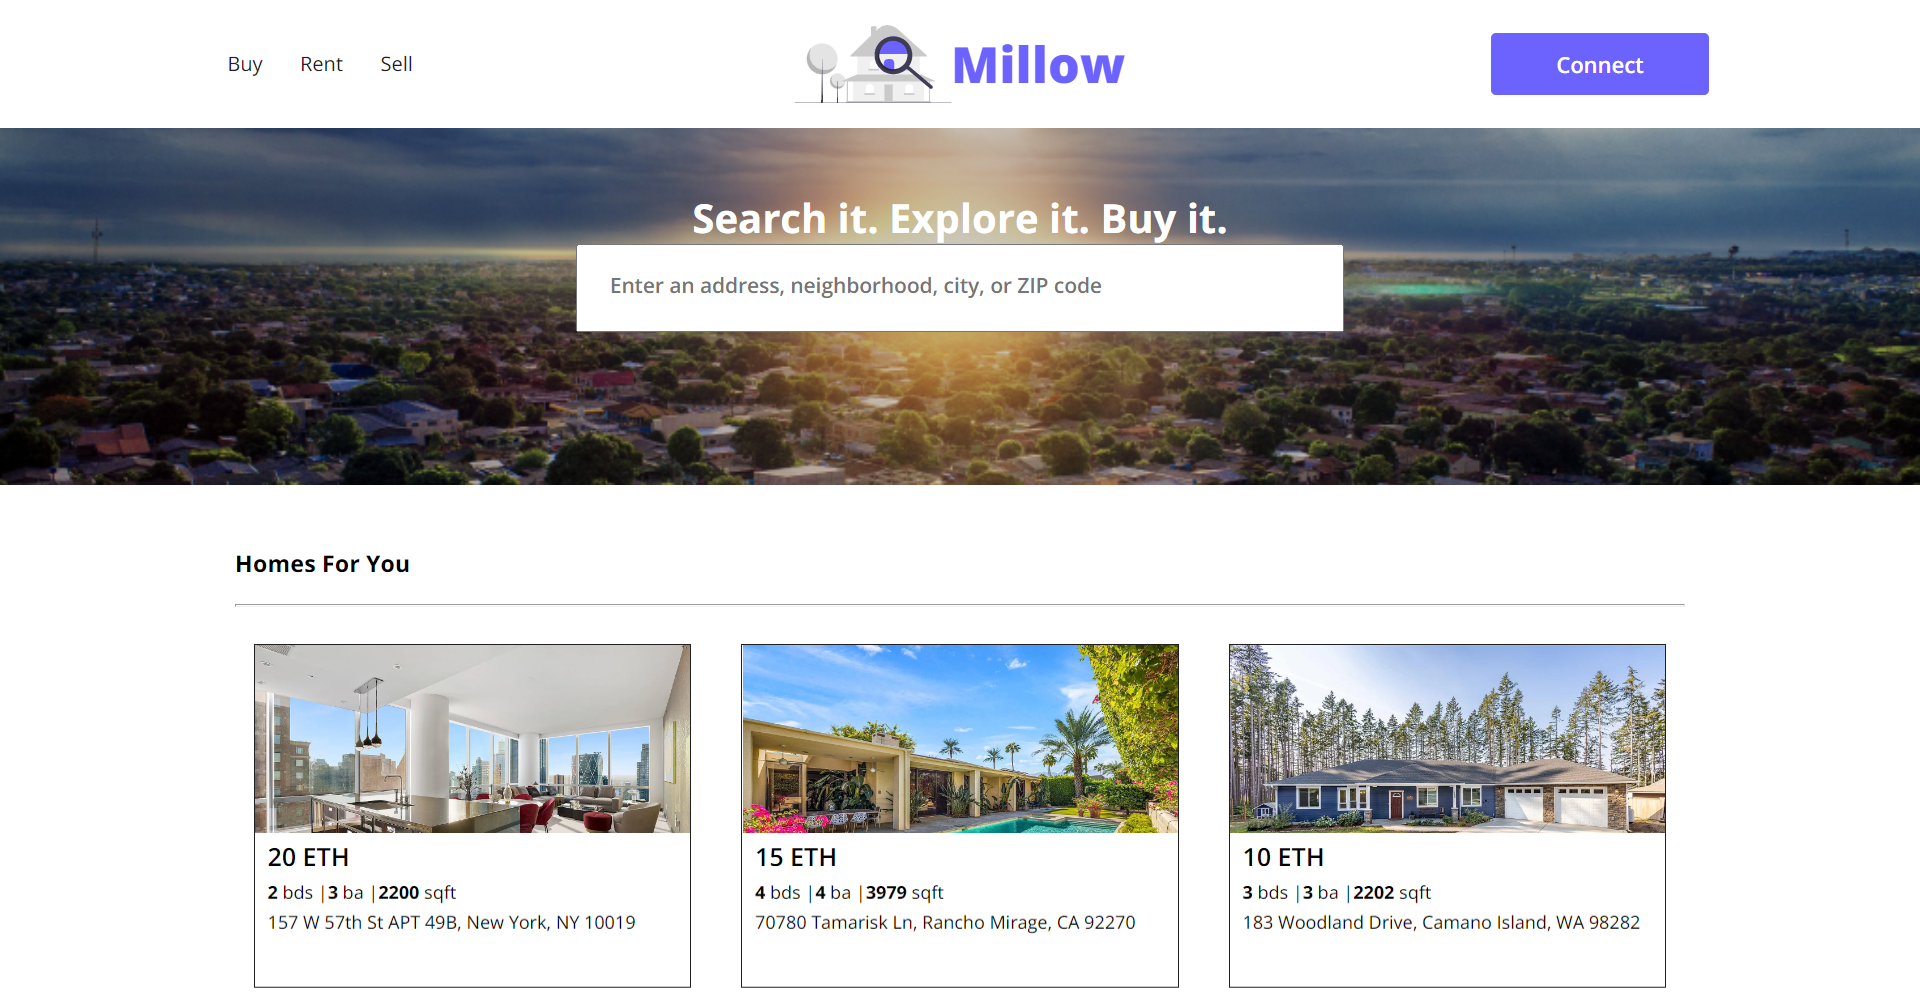 Buy Rent Sell
Millow
Connect
Search it. Explore it. Buy it.
Enter an address, neighborhood, city, or ZIP code
Homes For You
20 ETH
2 bds |3 ba |2200 sqft
157 W 57th St APT 49B, New York, NY 10019
15 ETH
4 bds |4 ba |3979 sqft
70780 Tamarisk Ln, Rancho Mirage, CA 92270
10 ETH
3 bds |3 ba |2202 sqft
183 Woodland Drive, Camano Island, WA 98282